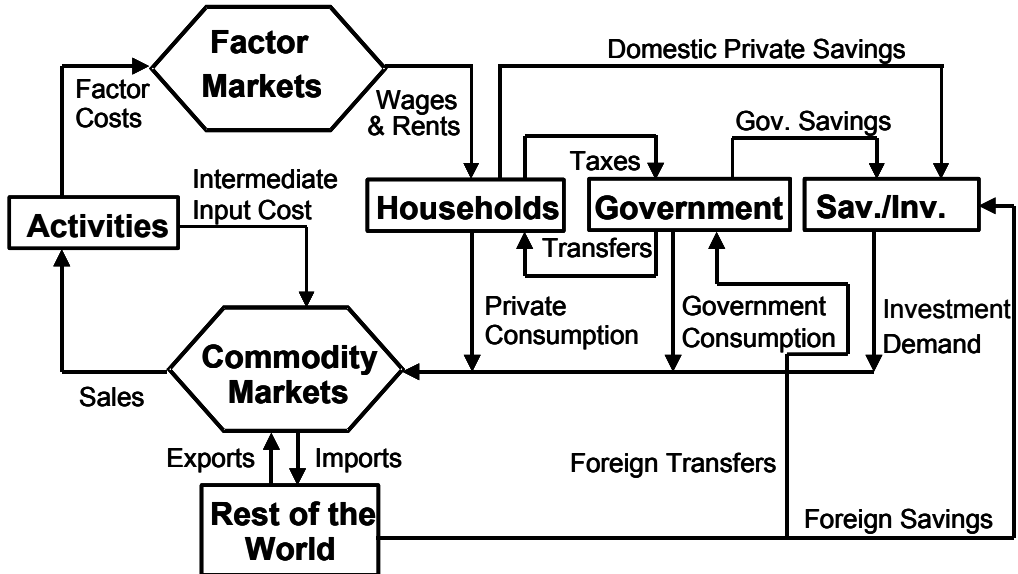 Factor
Markets
Domestic Private Savings
Factor
Costs
Wages
& Rents
Gov. Savings
Taxes
Intermediate
Input Cost
Activities
Households
Government
Sav./Inv.
Transfers
Private
Consumption
Government
Consumption
Investment
Demand
Commodity
Markets
Sales
Exports
Imports
Foreign Transfers
Rest of the
World
Foreign Savings